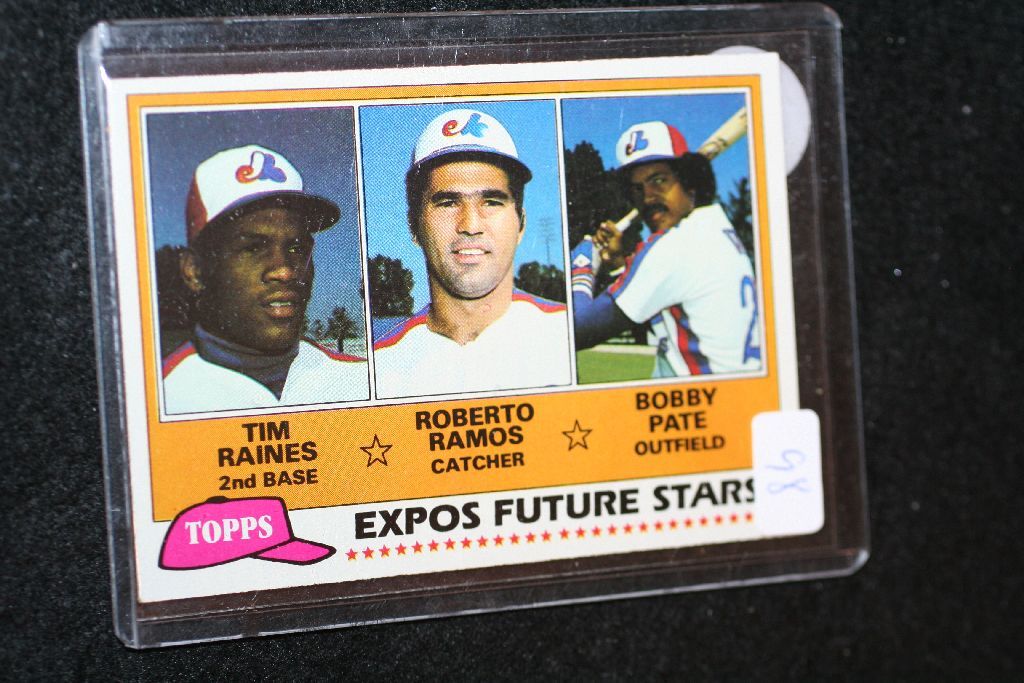 TIM
RAINES
2nd BASE
ROBERTO
RAMOS
CATCHER
BOBBY
PATE
OUTFIELD
TOPPS
EXPOS FUTURE STARS